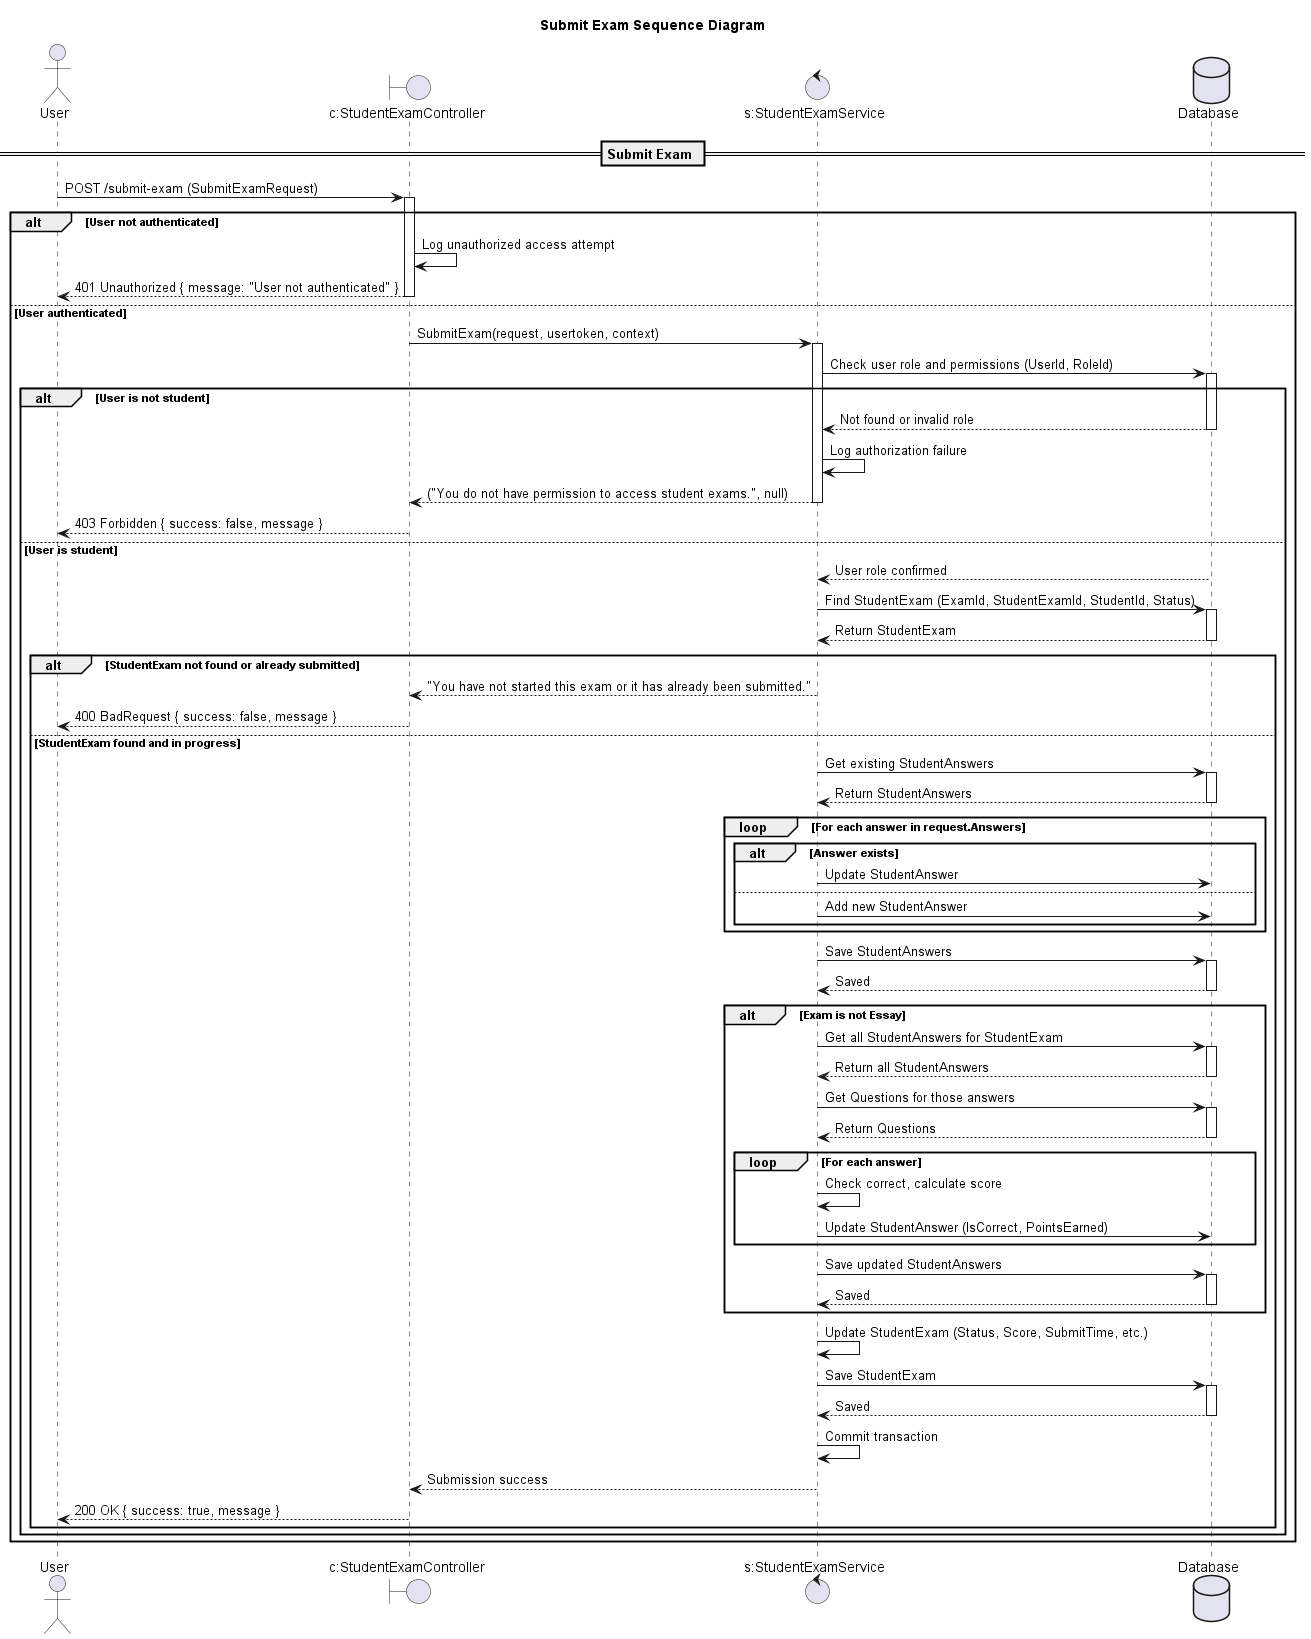 Submit Exam Sequence Diagram
User
c:StudentExamController
s:StudentExamService
Database
Submit Exam
POST /submit-exam (SubmitExamRequest)
alt [User not authenticated]
Log unauthorized access attempt
401 Unauthorized { message: "User not authenticated" }
[User authenticated]
SubmitExam(request, usertoken, context)
Check user role and permissions (UserId, RoleId)
alt [User is not student]
Not found or invalid role
Log authorization failure
("You do not have permission to access student exams.", null)
403 Forbidden { success: false, message }
[User is student]
User role confirmed
Find StudentExam (ExamId, StudentExamId, StudentId, Status)
Return StudentExam
alt [StudentExam not found or already submitted]
"You have not started this exam or it has already been submitted."
400 BadRequest { success: false, message }
[StudentExam found and in progress]
Get existing StudentAnswers
Return StudentAnswers
loop [For each answer in request.Answers]
alt [Answer exists]
Update StudentAnswer
Add new StudentAnswer
Save StudentAnswers
Saved
alt [Exam is not Essay]
Get all StudentAnswers for StudentExam
Return all StudentAnswers
Get Questions for those answers
Return Questions
loop [For each answer]
Check correct, calculate score
Update StudentAnswer (IsCorrect, PointsEarned)
Save updated StudentAnswers
Saved
Update StudentExam (Status, Score, SubmitTime, etc.)
Save StudentExam
Saved
Commit transaction
Submission success
200 OK { success: true, message }
User
c:StudentExamController
s:StudentExamService
Database